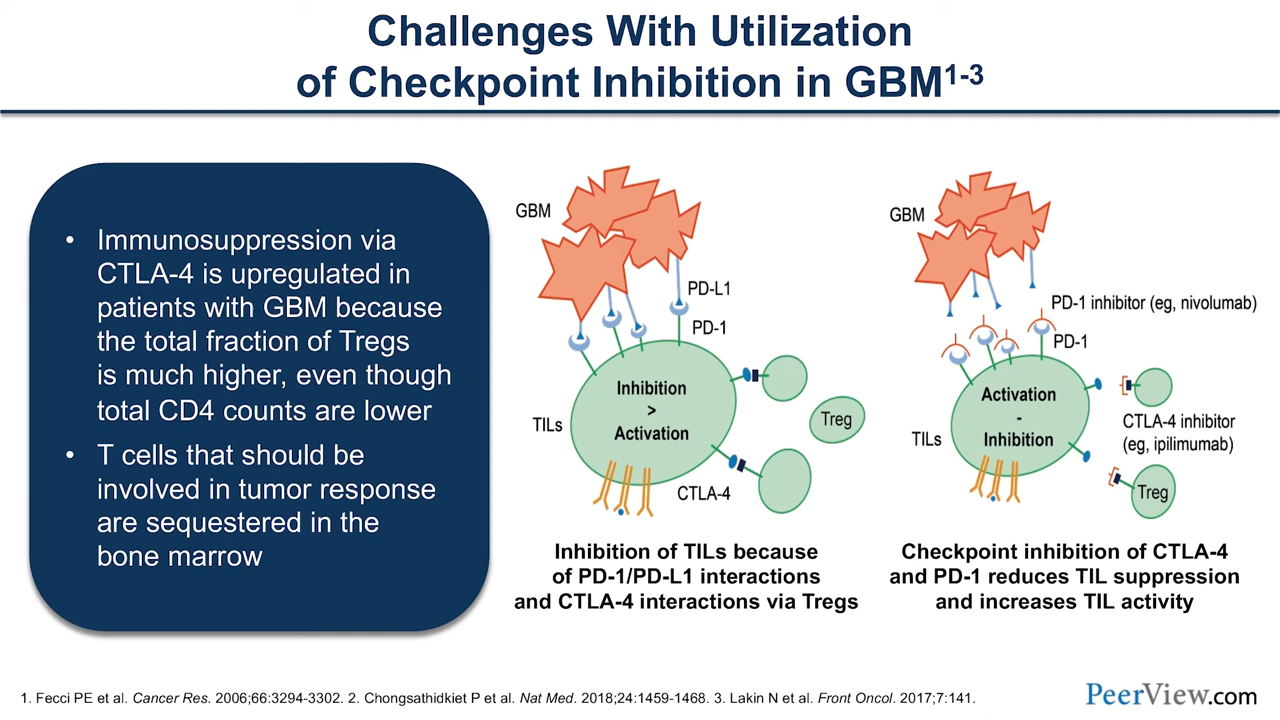 Challenges With Utilization
of Checkpoint Inhibition in GBM1-3
• Immunosuppression via
CTLA-4 is upregulated in
patients with GBM because
the total fraction of Tregs
is much higher, even though
total CD4 counts are lower
• T cells that should be
involved in tumor response
are sequestered in the
bone marrow
GBM
PD-L1
PD-1
Inhibition
>
Activation
TILs
Treg
CTLA-4
Inhibition of TILs because
of PD-1/PD-L1 interactions
and CTLA-4 interactions via Tregs
GBM
PD-1 inhibitor (eg, nivolumab)
PD-1
Activation
-
Inhibition
TILs
CTLA-4 inhibitor
(eg, ipilimumab)
Treg
Checkpoint inhibition of CTLA-4
and PD-1 reduces TIL suppression
and increases TIL activity
1. Fecci PE et al. Cancer Res. 2006;66:3294-3302. 2. Chongsathidkiet P et al. Nat Med. 2018;24:1459-1468. 3. Lakin N et al. Front Oncol. 2017;7:141.
PeerView.com